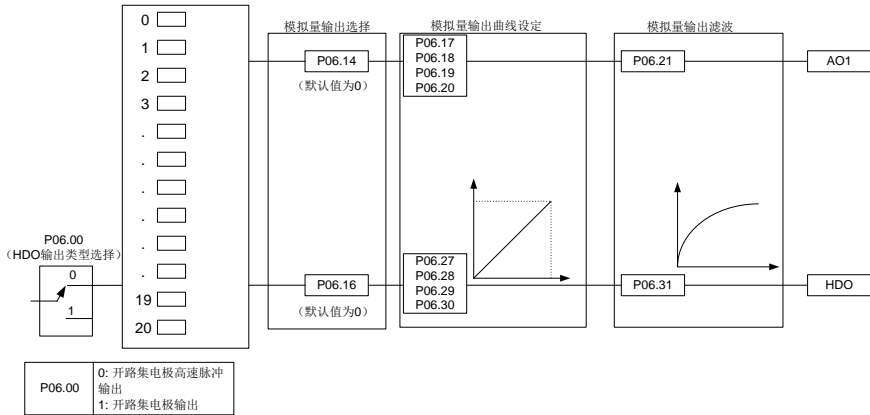 0
1
2
3
.
.
.
.
.
.
19
20
模拟量输出选择
P06.14
（默认值为0）
P06.16
（默认值为0）
模拟量输出曲线设定
P06.17
P06.18
P06.19
P06.20
P06.27
P06.28
P06.29
P06.30
模拟量输出滤波
P06.21
P06.31
AO1
HDO
P06.00
（HDO输出类型选择）
0
1
P06.00
0: 开路集电极高速脉冲
输出
1: 开路集电极输出